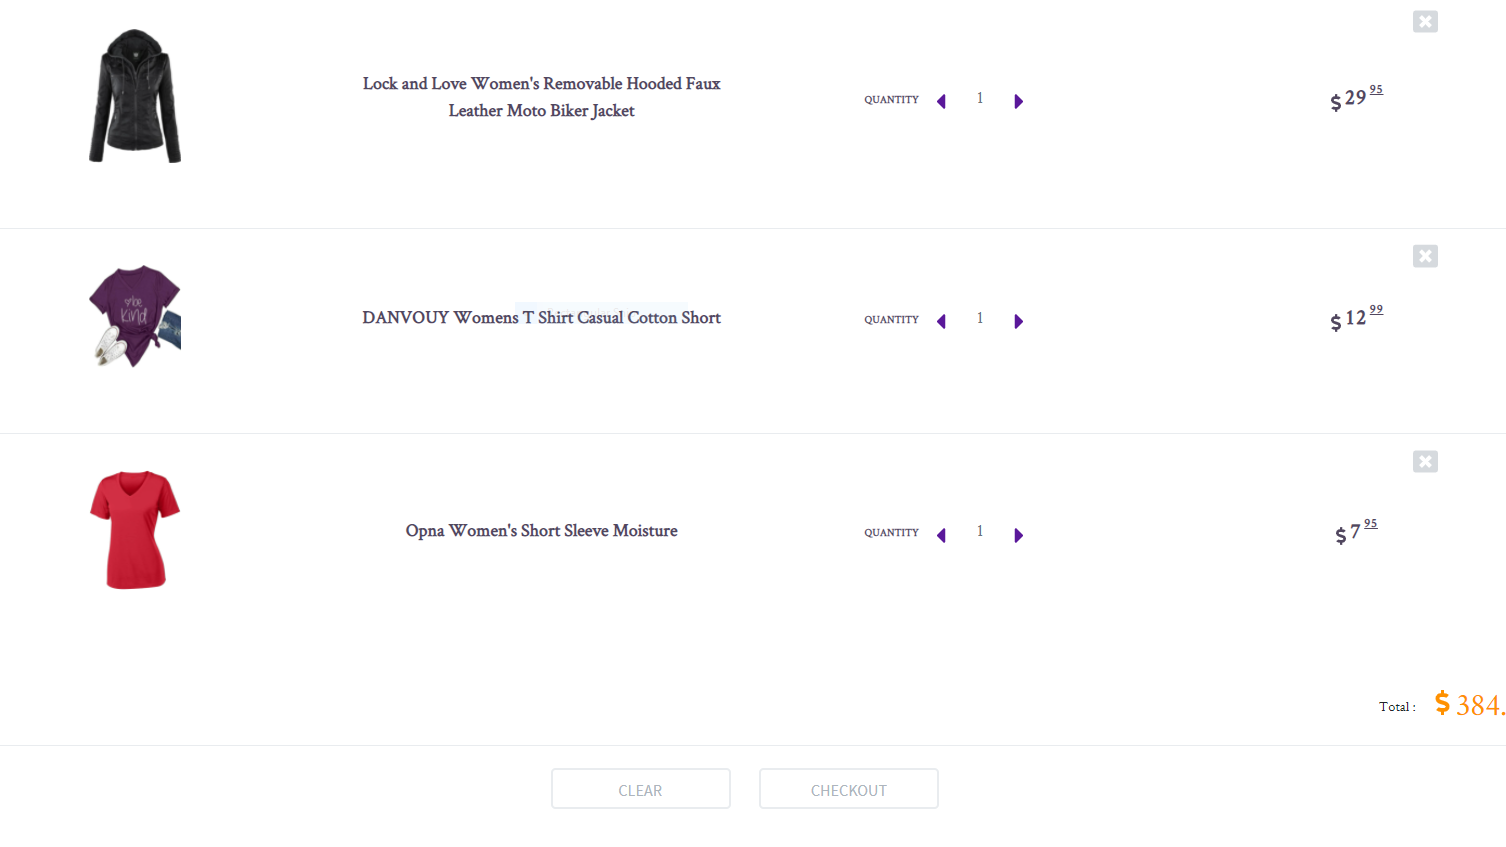 Lock and Love Women's Removable Hooded Faux
Leather Moto Biker Jacket
QUANTITY 1
$ 29 95
be
kind
DANVOUY Womens T Shirt Casual Cotton Short
QUANTITY 1
$ 12 99
Opna Women's Short Sleeve Moisture
QUANTITY 1
$ 7 95
Total : $ 384.
CLEAR CHECKOUT